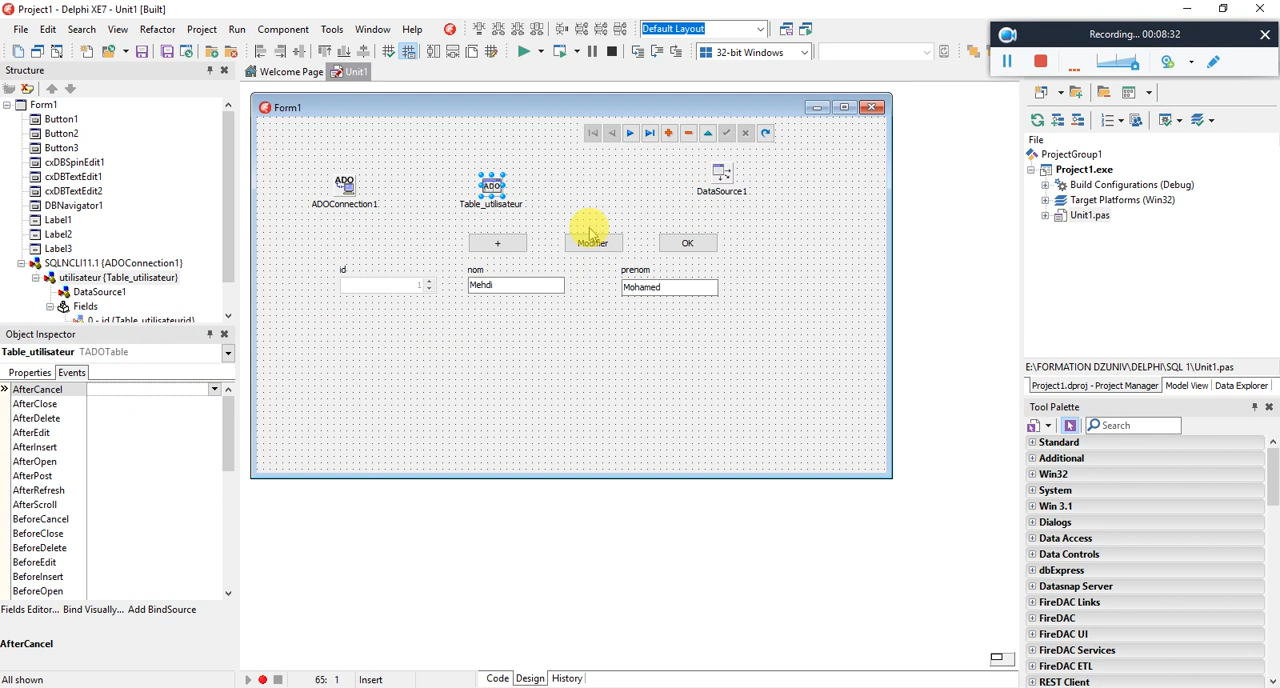 Project1 - Delphi XE7 - Unit1 [Built]
File Edit Search View Refactor Project Run Component Tools Window Help
Default Layout
32-bit Windows
Recording... 00:08:32
Structure
Form1
Button1
Button2
Button3
cxDBSpinEdit1
cxDBTextEdit1
cxDBTextEdit2
DBNavigator1
Label1
Label2
Label3
SQLNCLI11.1 {ADOConnection1}
utilisateur {Table_utilisateur}
DataSource1
Fields
0 - id {Table_utilisateurid}
Object Inspector
Table_utilisateur TADOTable
Properties Events
AfterCancel
AfterClose
AfterDelete
AfterEdit
AfterInsert
AfterOpen
AfterPost
AfterRefresh
AfterScroll
BeforeCancel
BeforeClose
BeforeDelete
BeforeEdit
BeforeInsert
BeforeOpen
Fields Editor... Bind Visually... Add BindSource
AfterCancel
All shown
Welcome Page Unit1
Form1
ADO
ADOConnection1
ADO
Table_utilisateur
DataSource1
+ Modifier OK
id nom prenom
1 Mehdi Mohamed
65: 1 Insert
Code Design History
File
ProjectGroup1
Project1.exe
Build Configurations (Debug)
Target Platforms (Win32)
Unit1.pas
E:\FORMATION DZUNIV\DELPHI\SQL 1\Unit1.pas
Project1.dproj - Project Manager Model View Data Explorer
Tool Palette
Search
Standard
Additional
Win32
System
Win 3.1
Dialogs
Data Access
Data Controls
dbExpress
Datasnap Server
FireDAC Links
FireDAC
FireDAC UI
FireDAC Services
FireDAC ETL
REST Client